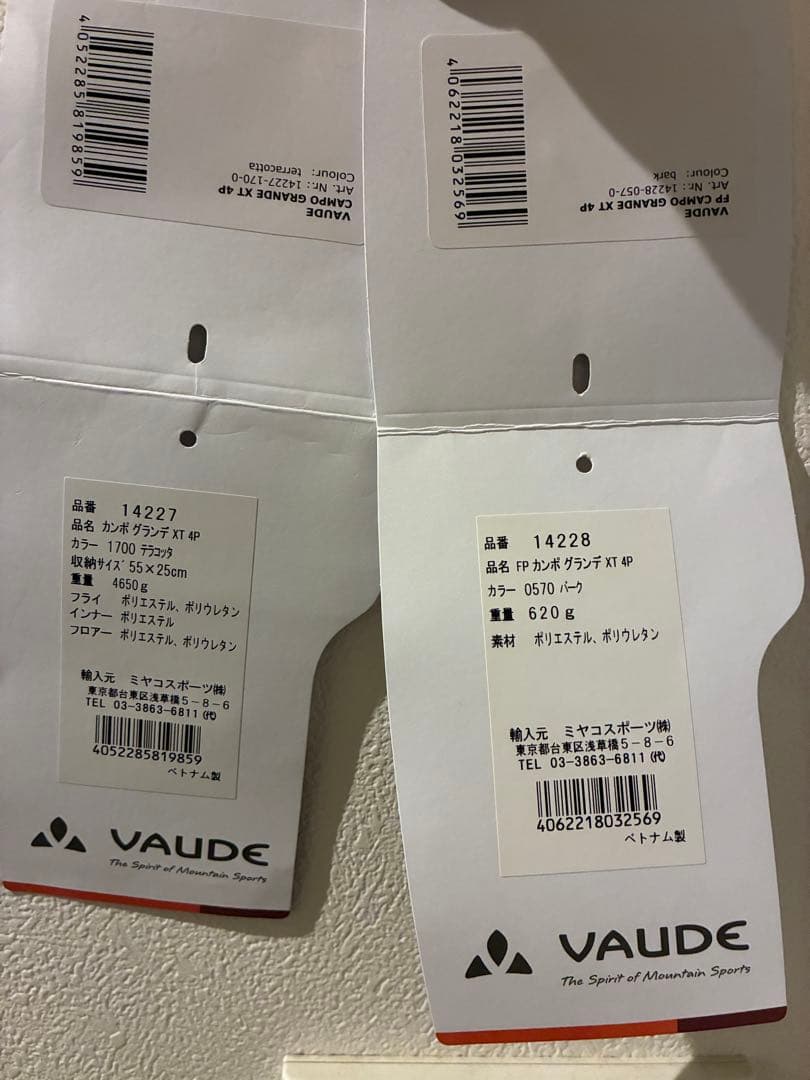 4052285819859
VAUDE
CAMPO GRANDE XT 4P
Art. Nr.: 14227-170-0
Colour: terracotta
4062218032569
VAUDE
FP CAMPO GRANDE XT 4P
Art. Nr.: 14228-057-0
Colour: bark
品番 14227
品名 カンポ グランデ XT 4P
カラー 1700 テラコッタ
収納サイズ 55×25cm
重量 4650g
フライ ポリエステル、ポリウレタン
インナー ポリエステル
フロアー ポリエステル、ポリウレタン
輸入元 ミヤコスポーツ㈱
東京都台東区浅草橋5-8-6
TEL 03-3863-6811 ㈹
4052285819859
ベトナム製
VAUDE
The Spirit of Mountain Sports
品番 14228
品名 FP カンポ グランデ XT 4P
カラー 0570 バーク
重量 620g
素材 ポリエステル、ポリウレタン
輸入元 ミヤコスポーツ㈱
東京都台東区浅草橋5-8-6
TEL 03-3863-6811 ㈹
4062218032569
ベトナム製
VAUDE
The Spirit of Mountain Sports